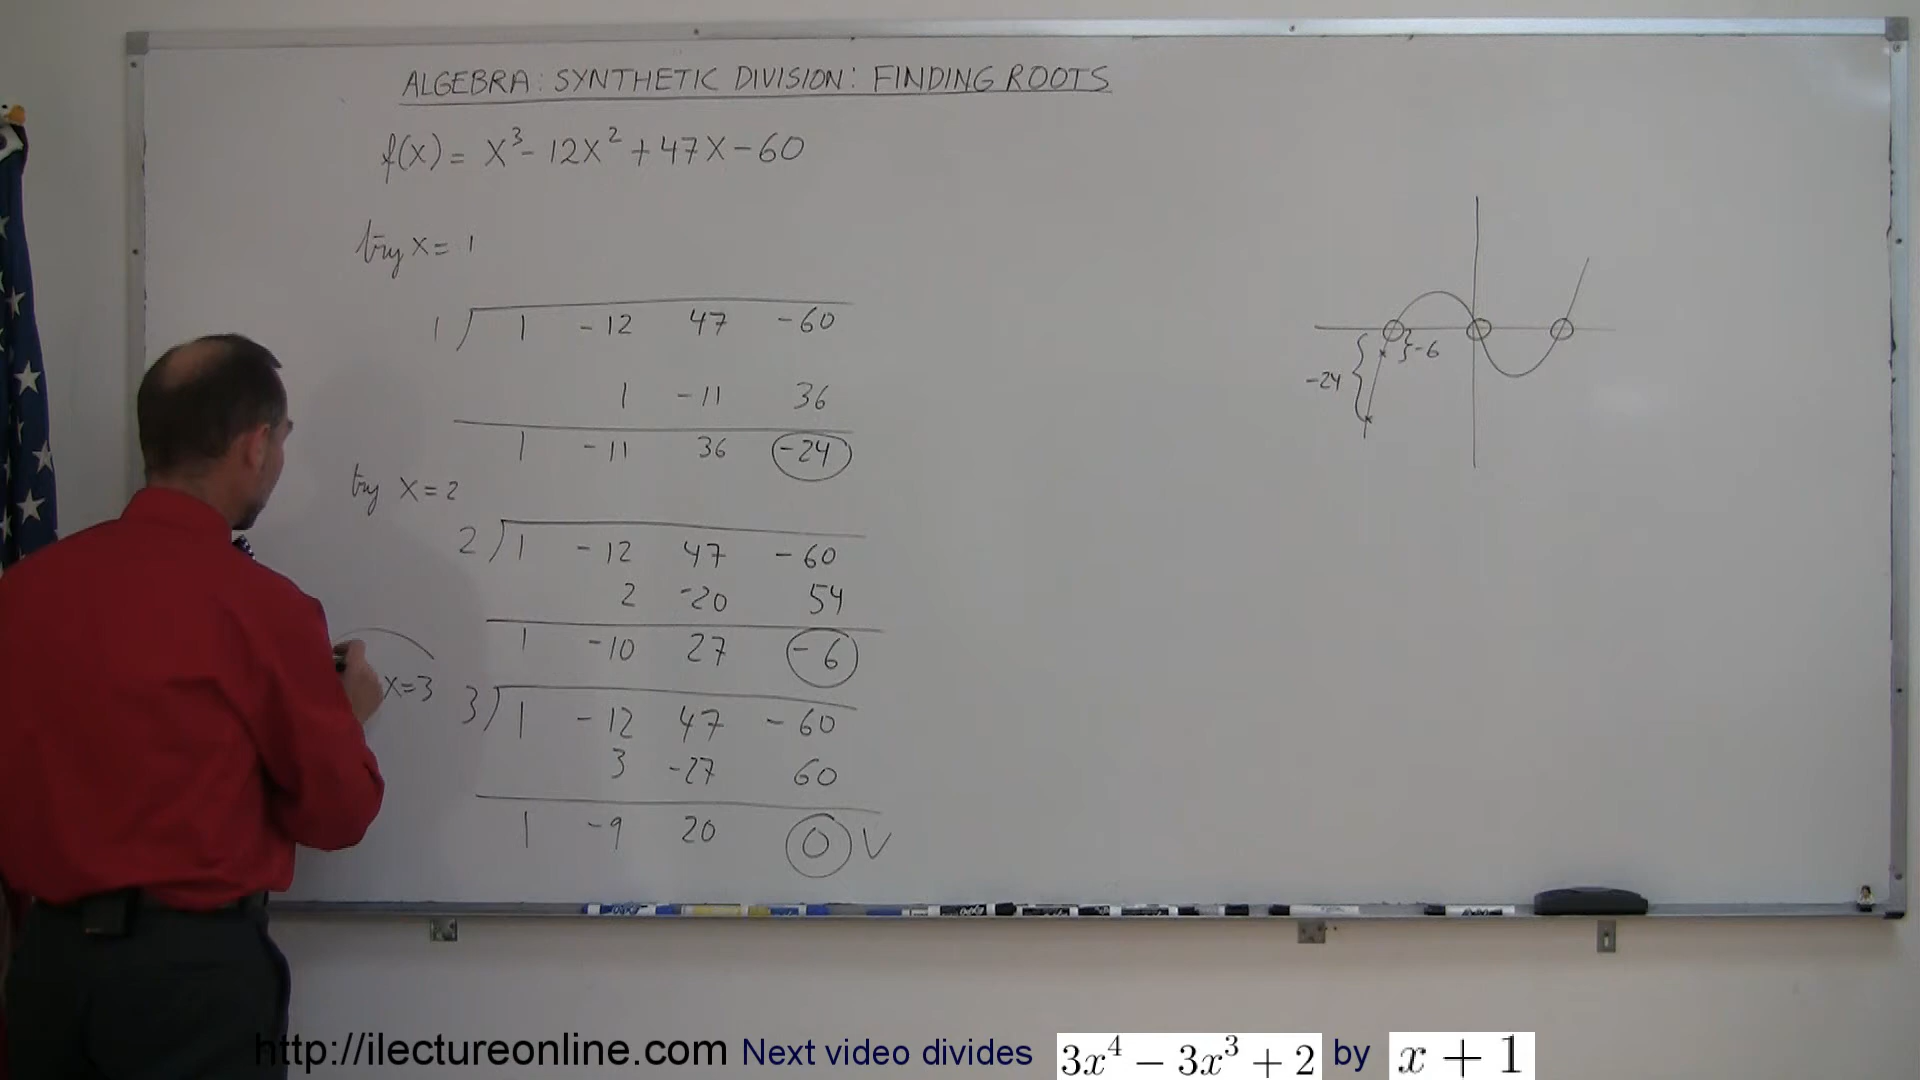 ALGEBRA: SYNTHETIC DIVISION: FINDING ROOTS
f(x) = x³ - 12x² + 47x - 60
try x = 1
1 ) 1 -12 47 -60
1 -11 36
1 -11 36 -24
try x = 2
2 ) 1 -12 47 -60
2 -20 54
1 -10 27 -6
x=3
3 ) 1 -12 47 -60
3 -27 60
1 -9 20 0 V
-6
-24
http://ilectureonline.com Next video divides 3x⁴ − 3x³ + 2 by x + 1